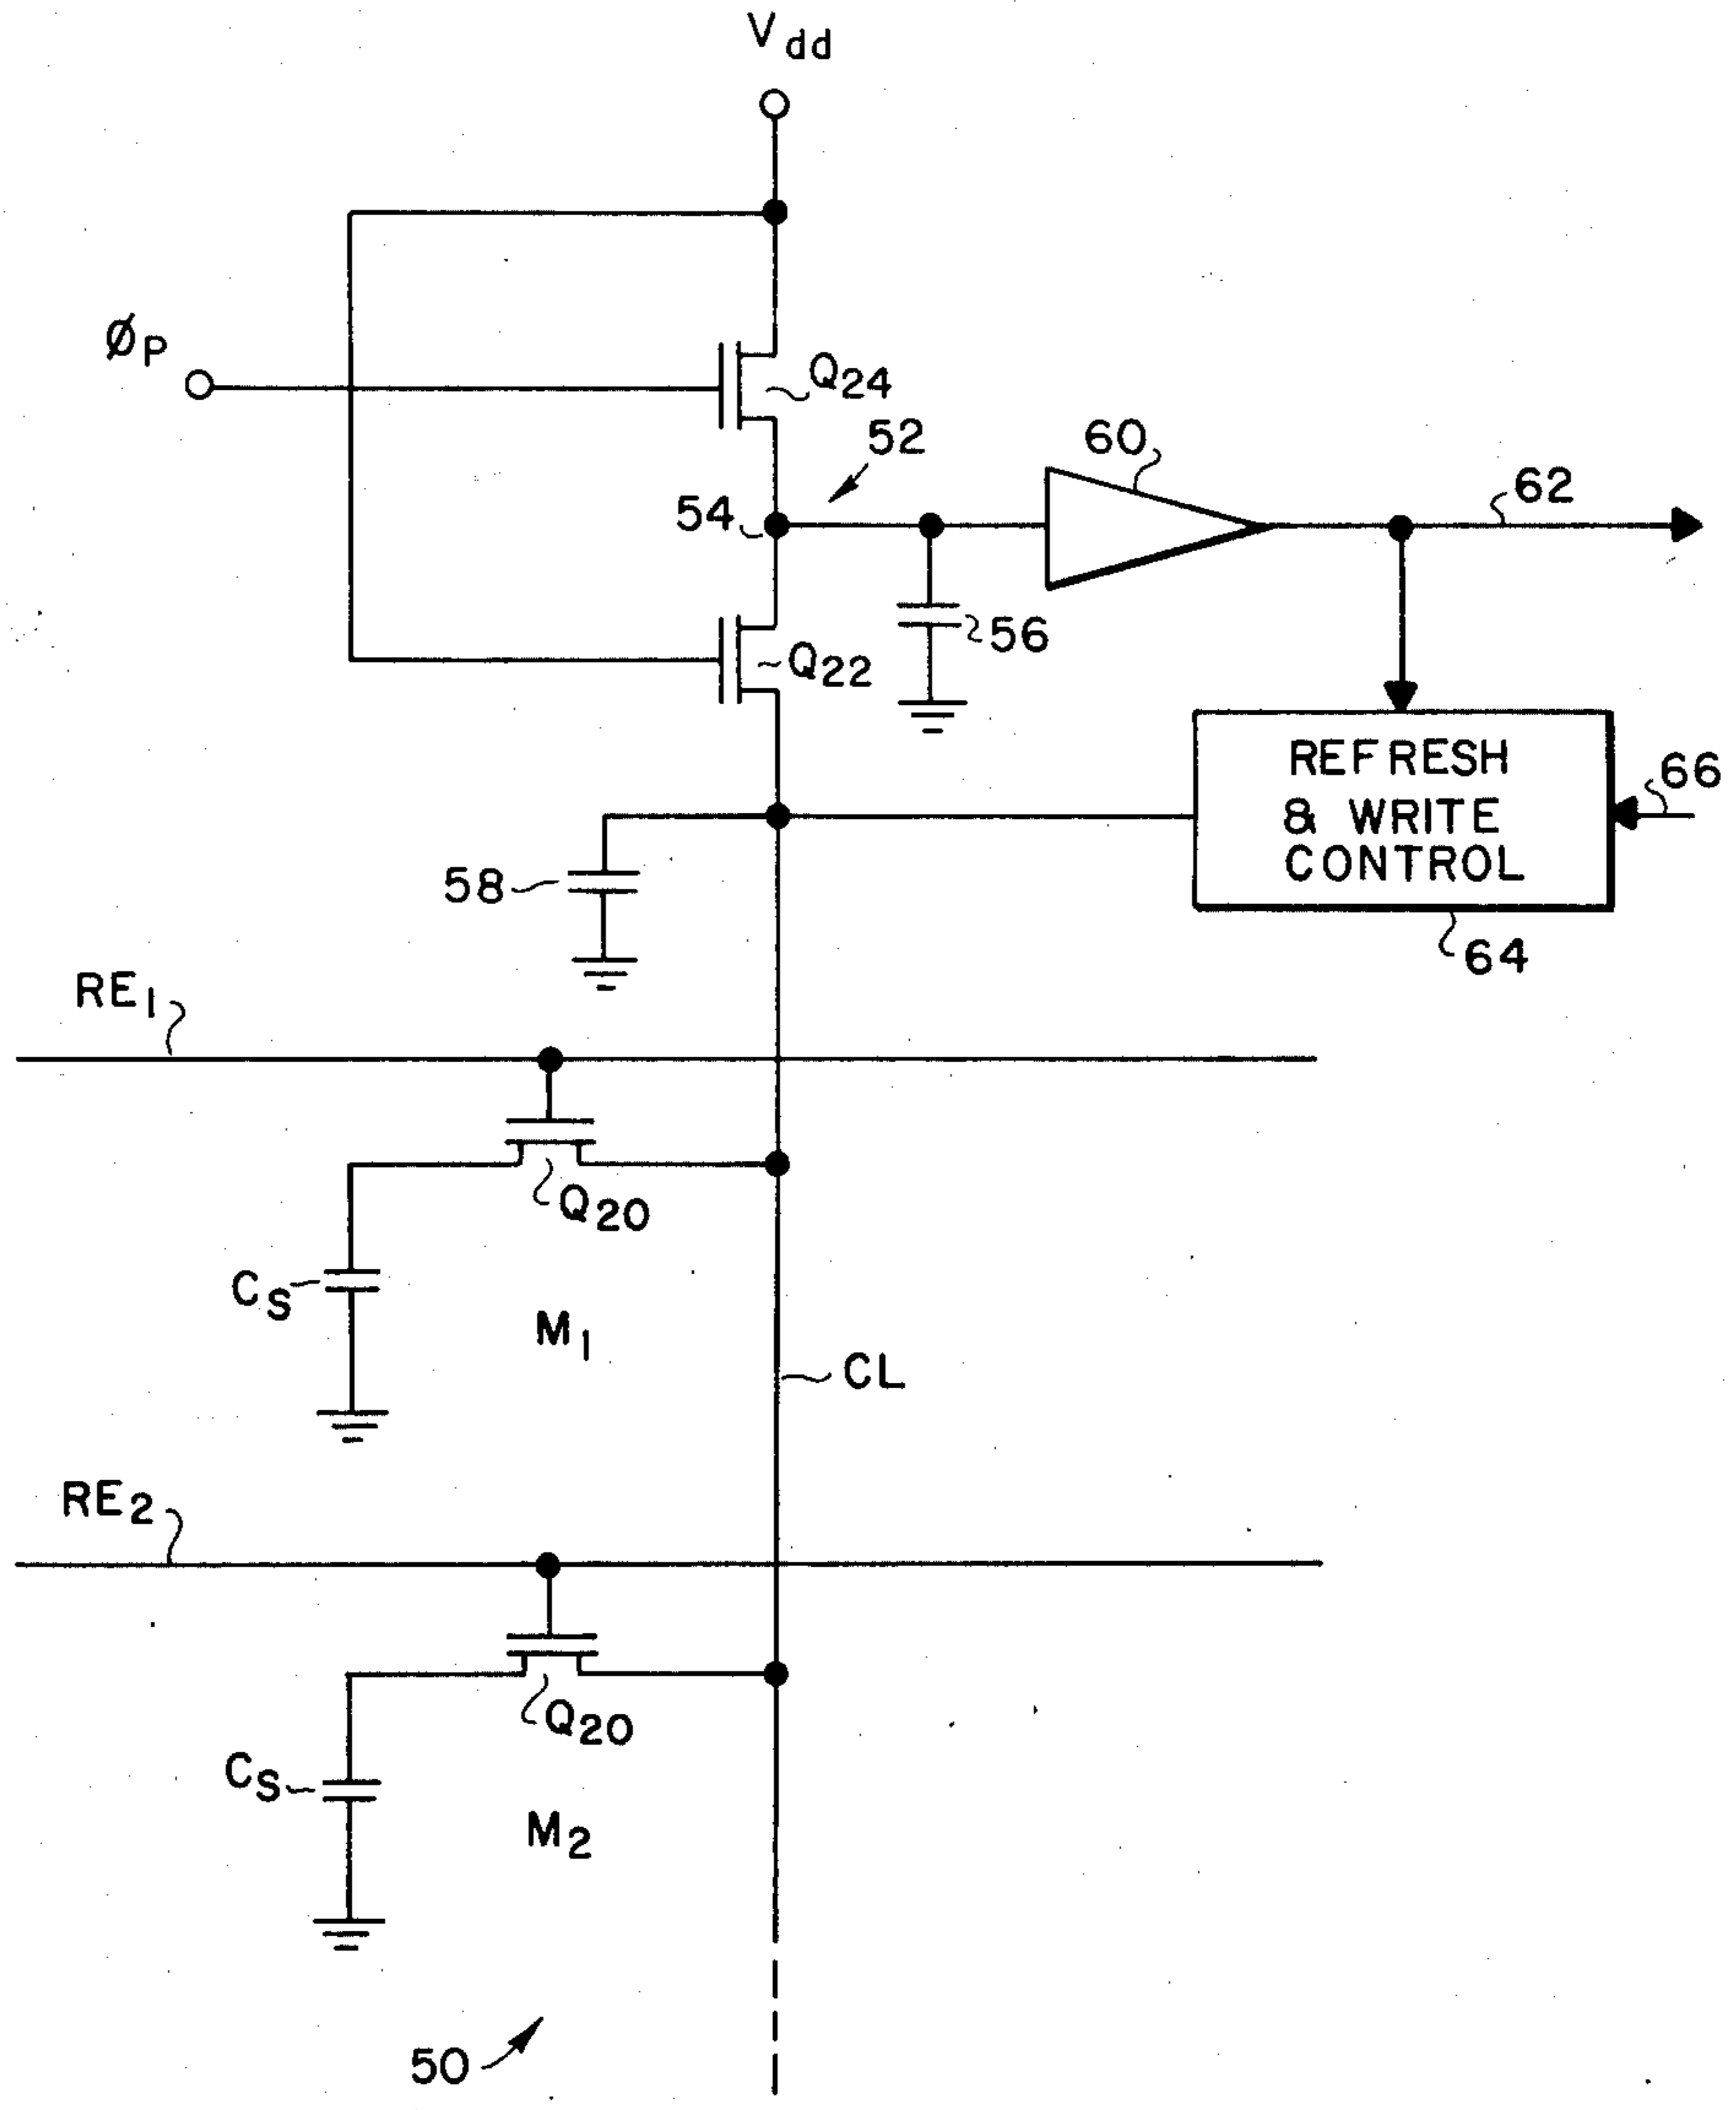 Vdd
ØP
Q24
52
60
62
54
56
Q22
REFRESH
& WRITE
CONTROL
66
58
64
RE1
Q20
CS
M1
CL
RE2
Q20
CS
M2
50